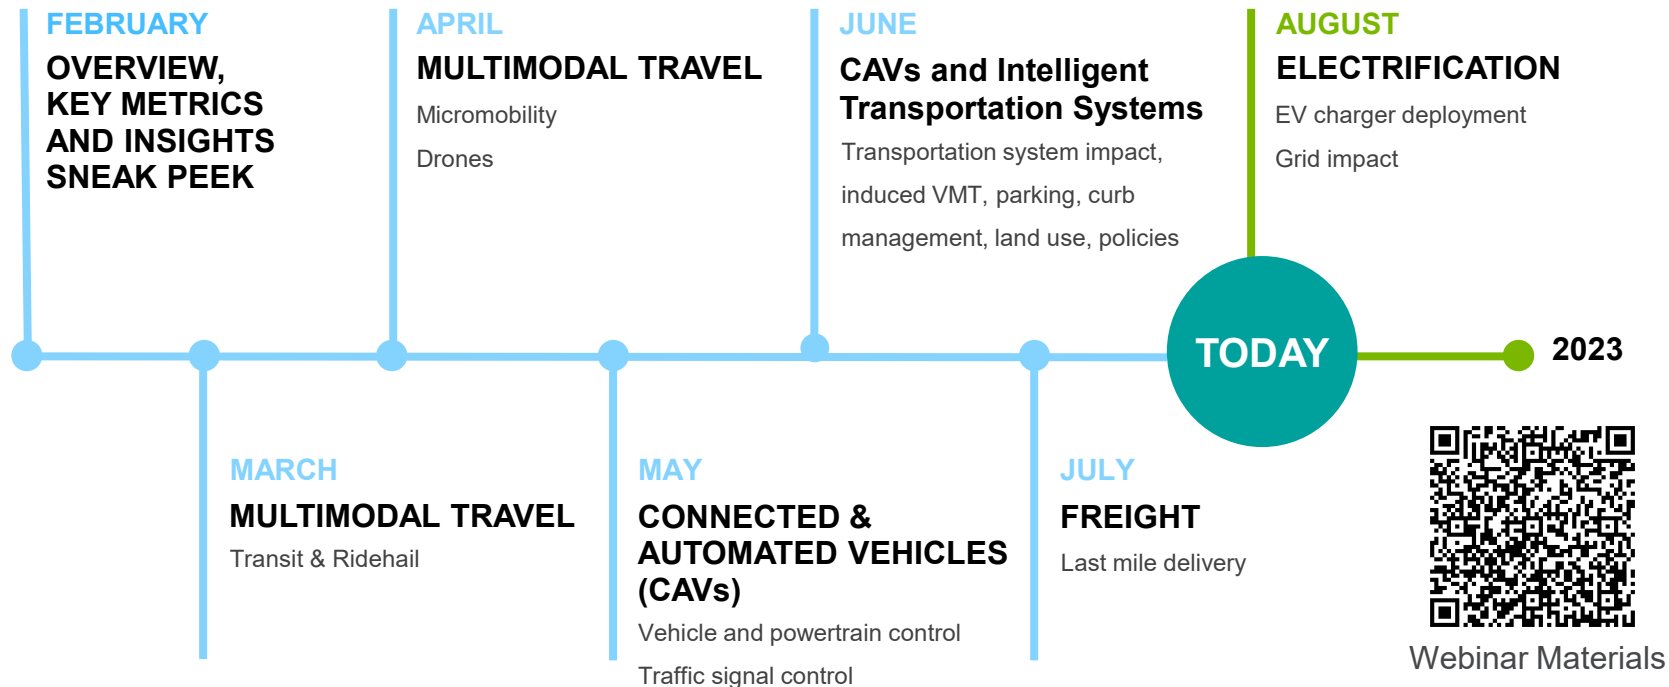 FEBRUARY
OVERVIEW,
KEY METRICS
AND INSIGHTS
SNEAK PEEK
APRIL
MULTIMODAL TRAVEL
Micromobility
Drones
JUNE
CAVs and Intelligent
Transportation Systems
Transportation system impact,
induced VMT, parking, curb
management, land use, policies
AUGUST
ELECTRIFICATION
EV charger deployment
Grid impact
TODAY
2023
MARCH
MULTIMODAL TRAVEL
Transit & Ridehail
MAY
CONNECTED &
AUTOMATED VEHICLES
(CAVs)
Vehicle and powertrain control
Traffic signal control
JULY
FREIGHT
Last mile delivery
Webinar Materials